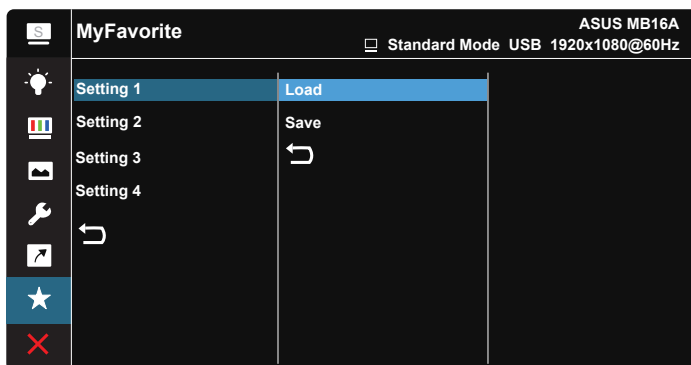 S
MyFavorite
ASUS MB16A
Standard Mode USB 1920x1080@60Hz
Setting 1
Load
Setting 2
Save
Setting 3
Setting 4